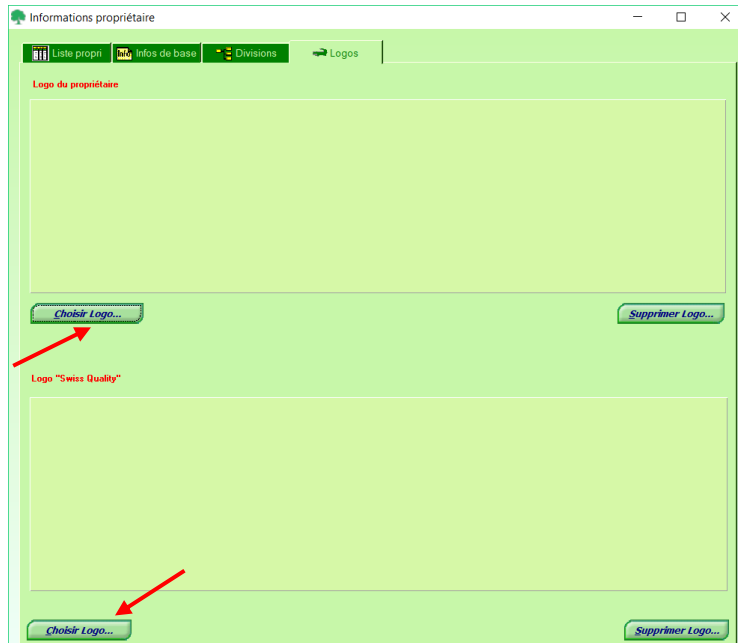 Informations propriétaire
Liste propri Info Infos de base Divisions Logos
Logo du propriétaire
Choisir Logo... Supprimer Logo...
Logo "Swiss Quality"
Choisir Logo... Supprimer Logo...